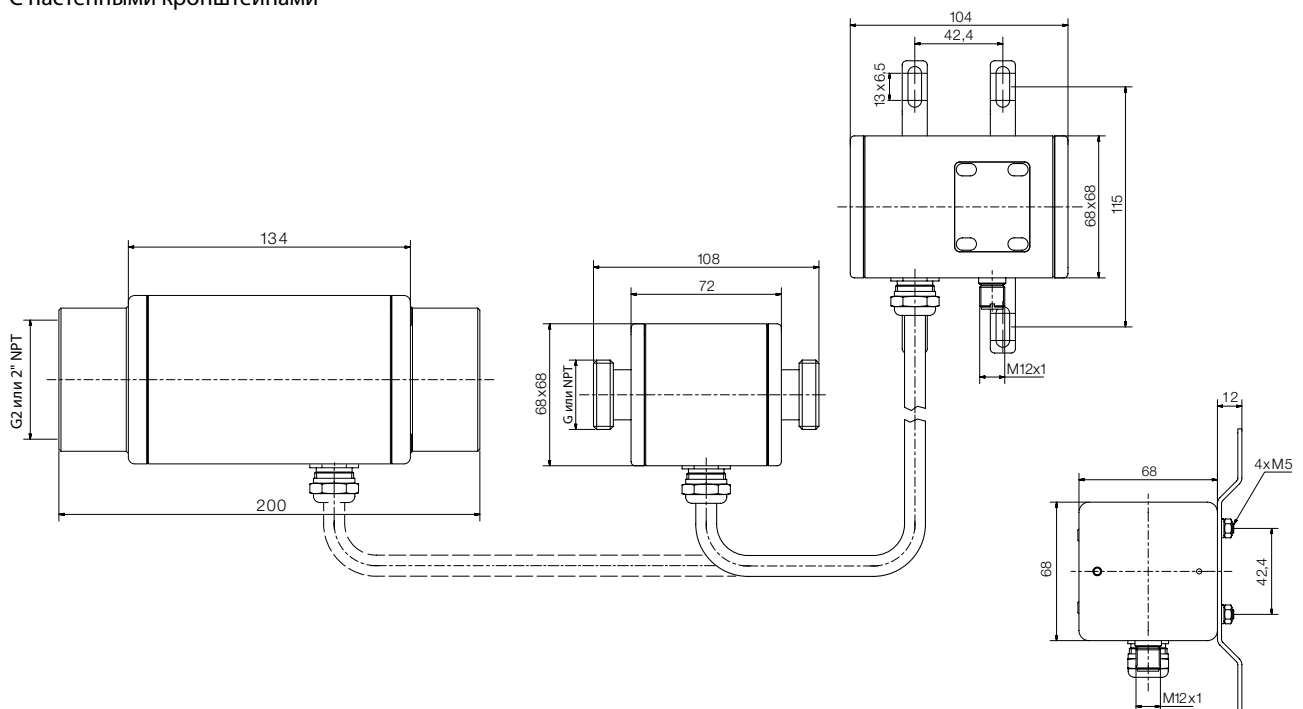 С настенными кронштейнами
104
42,4
13x6,5
68x68
115
134
108
72
G2 или 2" NPT
68x68
G или NPT
M12x1
200
12
68
4xM5
68
42,4
M12x1